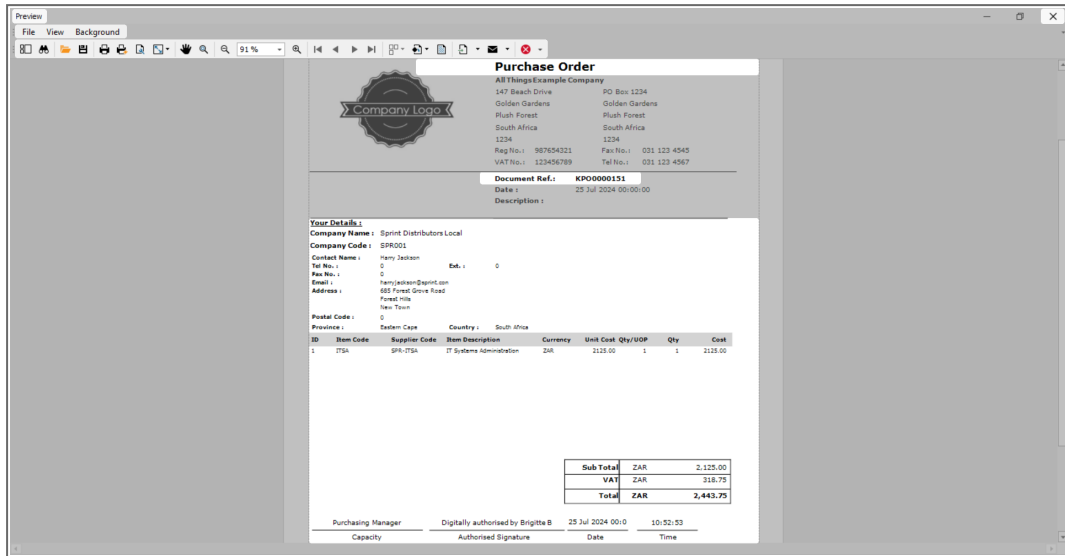 Preview
File View Background
91 %
Purchase Order
Company Logo
All Things Example Company
147 Beach Drive PO Box 1234
Golden Gardens Golden Gardens
Plush Forest Plush Forest
South Africa South Africa
1234 1234
Reg No.: 987654321 Fax No.: 031 123 4545
VAT No.: 123456789 Tel No.: 031 123 4567
Document Ref.: KPO0000151
Date : 25 Jul 2024 00:00:00
Description :
Your Details :
Company Name : Sprint Distributors Local
Company Code : SPR001
Contact Name : Harry Jackson
Tel No. : 0 Ext. : 0
Fax No. : 0
Email : harryjackson@sprint.con
Address : 685 Forest Grove Road
Forest Hills
New Town
Postal Code : 0
Province : Eastern Cape Country : South Africa
ID Item Code Supplier Code Item Description Currency Unit Cost Qty/UOP Qty Cost
1 ITSA SPR-ITSA IT Systems Administration ZAR 2125.00 1 1 2125.00
Sub Total ZAR 2,125.00
VAT ZAR 318.75
Total ZAR 2,443.75
Purchasing Manager Digitally authorised by Brigitte B 25 Jul 2024 00:0 10:52:53
Capacity Authorised Signature Date Time